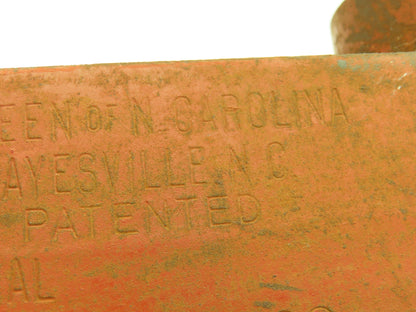 EEN OF N. CAROLINA
AYESVILLE N.C.
PATENTED
AL